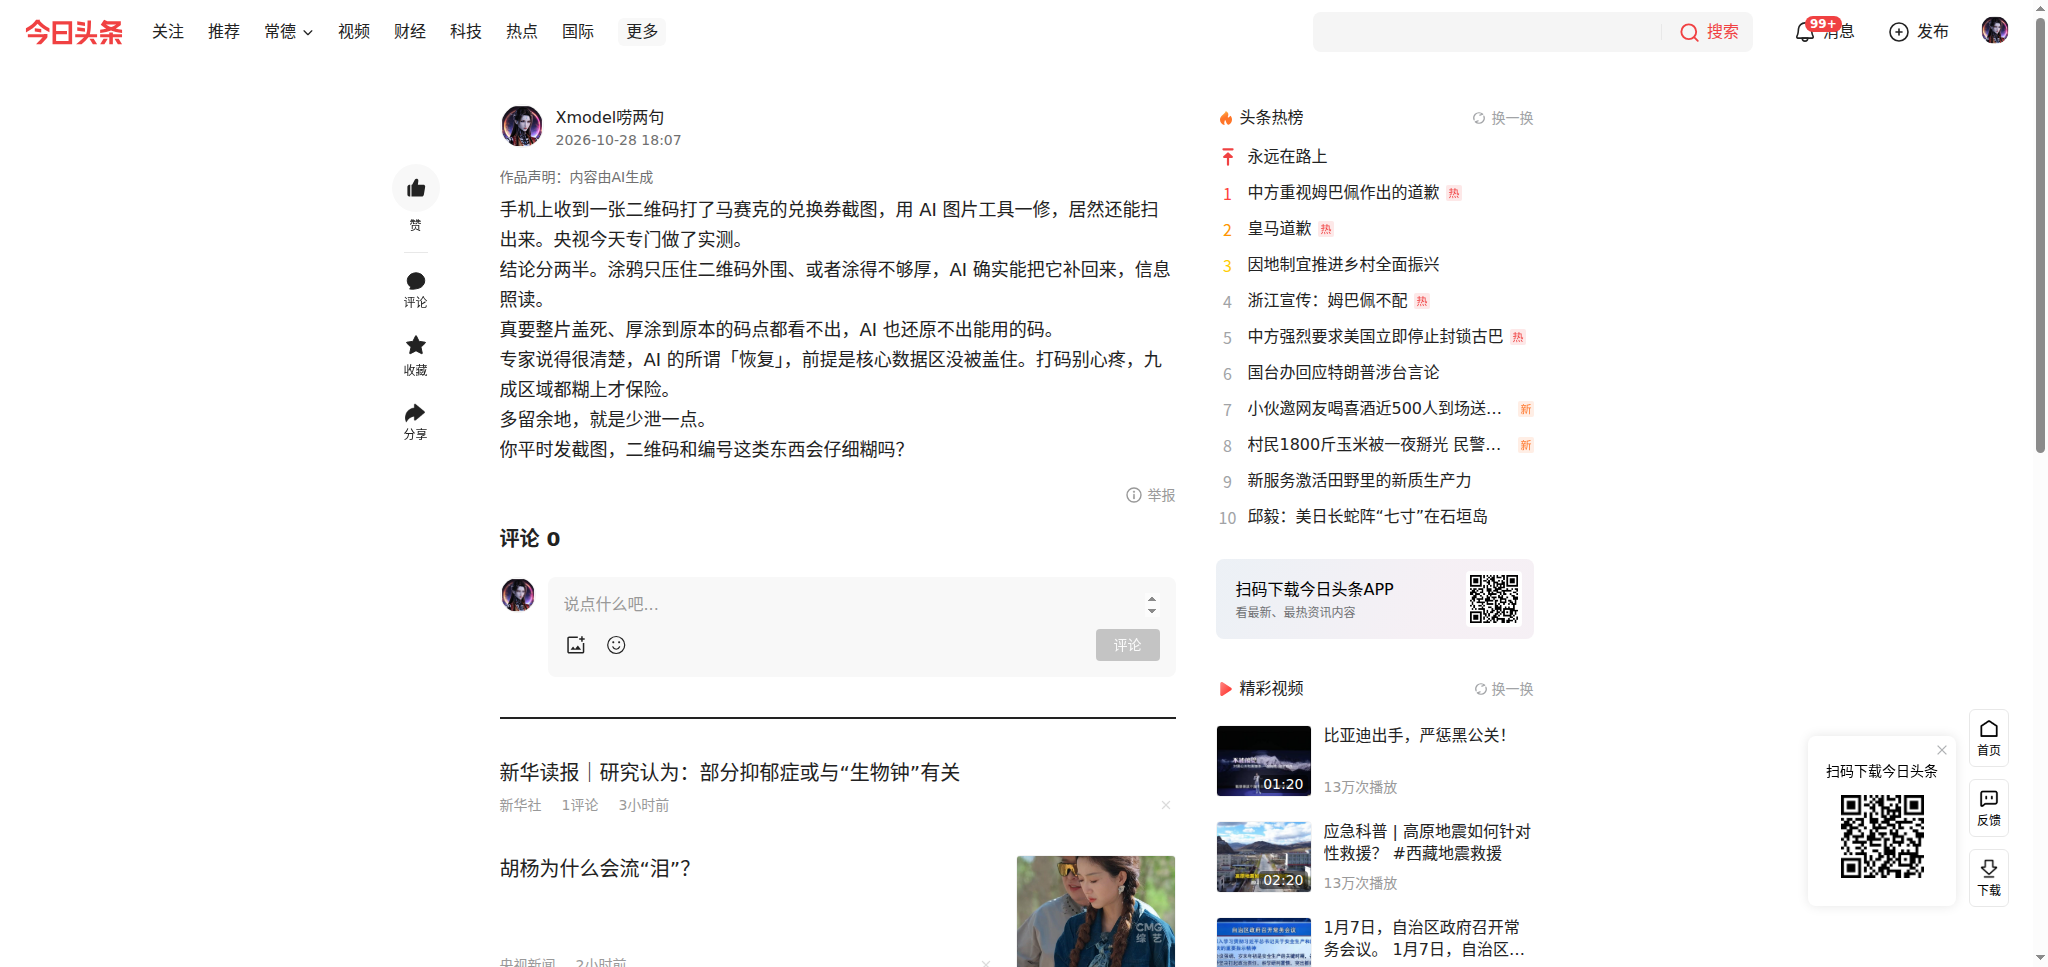 今日头条
关注
推荐
常德
视频
财经
科技
热点
国际
更多
搜索
99+
消息
发布
Xmodel唠两句
2026-10-28 18:07
作品声明：内容由AI生成
手机上收到一张二维码打了马赛克的兑换券截图，用 AI 图片工具一修，居然还能扫
出来。央视今天专门做了实测。
结论分两半。涂鸦只压住二维码外围、或者涂得不够厚，AI 确实能把它补回来，信息
照读。
真要整片盖死、厚涂到原本的码点都看不出，AI 也还原不出能用的码。
专家说得很清楚，AI 的所谓「恢复」，前提是核心数据区没被盖住。打码别心疼，九
成区域都糊上才保险。
多留余地，就是少泄一点。
你平时发截图，二维码和编号这类东西会仔细糊吗？
赞
评论
收藏
分享
举报
评论 0
说点什么吧...
评论
新华读报｜研究认为：部分抑郁症或与“生物钟”有关
新华社 1评论 3小时前
胡杨为什么会流“泪”？
CMG
综艺
央视新闻 2小时前
头条热榜
换一换
永远在路上
1 中方重视姆巴佩作出的道歉 热
2 皇马道歉 热
3 因地制宜推进乡村全面振兴
4 浙江宣传：姆巴佩不配 热
5 中方强烈要求美国立即停止封锁古巴 热
6 国台办回应特朗普涉台言论
7 小伙邀网友喝喜酒近500人到场送... 新
8 村民1800斤玉米被一夜掰光 民警... 新
9 新服务激活田野里的新质生产力
10 邱毅：美日长蛇阵“七寸”在石垣岛
扫码下载今日头条APP
看最新、最热资讯内容
精彩视频
换一换
01:20
比亚迪出手，严惩黑公关！
13万次播放
02:20
应急科普 | 高原地震如何针对
性救援？ #西藏地震救援
13万次播放
自治区政府召开常务会议
1月7日，自治区政府召开常
务会议。 1月7日，自治区...
扫码下载今日头条
首页
反馈
下载